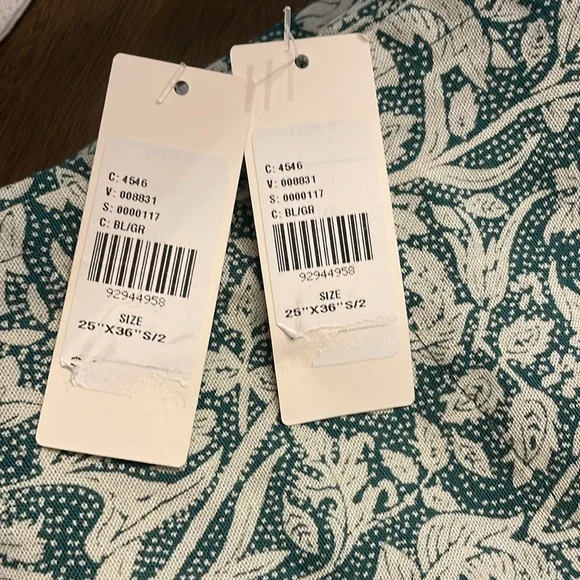 C: 4546
V: 008831
S: 0000117
C: BL/GR
92944958
SIZE
25"X36"S/2
C: 4546
V: 008831
S: 0000117
C: BL/GR
92944958
SIZE
25"X36"S/2